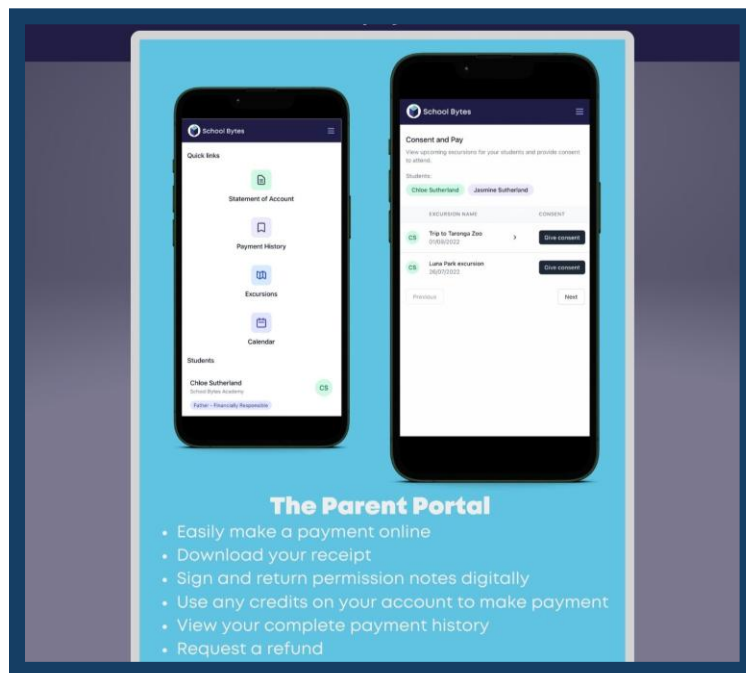 School Bytes
Quick links
Statement of Account
Payment History
Excursions
Calendar
Students
Chloe Sutherland
School Bytes Academy
CS
Father - Financially Responsible
School Bytes
Consent and Pay
View upcoming excursions for your students and provide consent
to attend.
Students:
Chloe Sutherland Jasmine Sutherland
EXCURSION NAME CONSENT
CS Trip to Taronga Zoo Give consent
01/09/2022
CS Luna Park excursion Give consent
26/07/2022
Previous Next
The Parent Portal
• Easily make a payment online
• Download your receipt
• Sign and return permission notes digitally
• Use any credits on your account to make payment
• View your complete payment history
• Request a refund